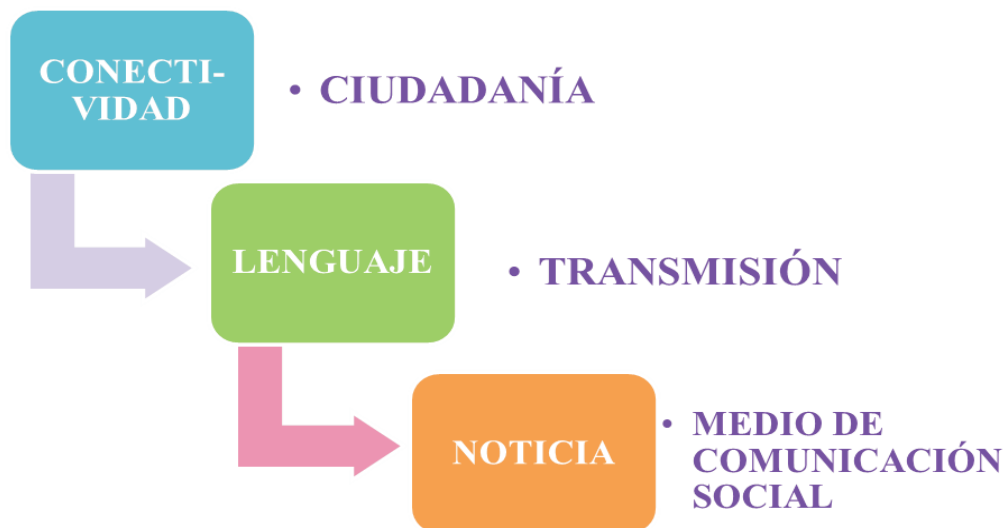 CONECTI-
VIDAD
• CIUDADANÍA
LENGUAJE
• TRANSMISIÓN
NOTICIA
• MEDIO DE
COMUNICACIÓN
SOCIAL